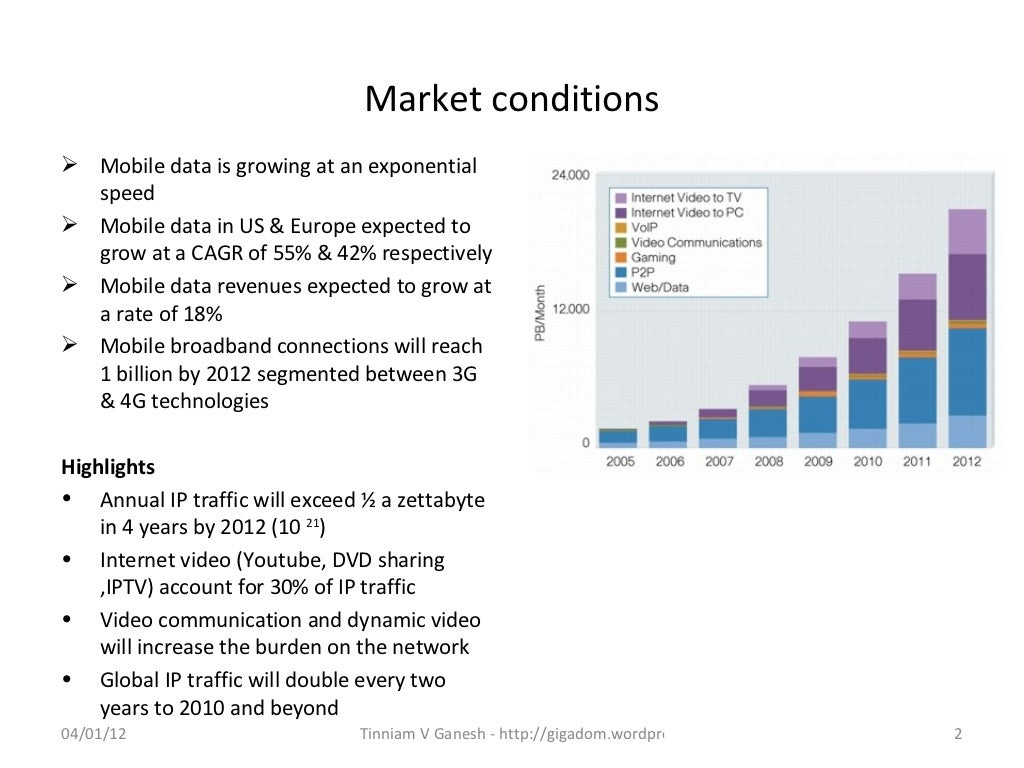 Market conditions
➢ Mobile data is growing at an exponential
speed
➢ Mobile data in US & Europe expected to
grow at a CAGR of 55% & 42% respectively
➢ Mobile data revenues expected to grow at
a rate of 18%
➢ Mobile broadband connections will reach
1 billion by 2012 segmented between 3G
& 4G technologies
Highlights
• Annual IP traffic will exceed ½ a zettabyte
in 4 years by 2012 (10 ²¹)
• Internet video (Youtube, DVD sharing
,IPTV) account for 30% of IP traffic
• Video communication and dynamic video
will increase the burden on the network
• Global IP traffic will double every two
years to 2010 and beyond
24,000
Internet Video to TV
Internet Video to PC
VoIP
Video Communications
Gaming
P2P
Web/Data
PB/Month
12,000
0
2005 2006 2007 2008 2009 2010 2011 2012
04/01/12 Tinniam V Ganesh - http://gigadom.wordpr 2